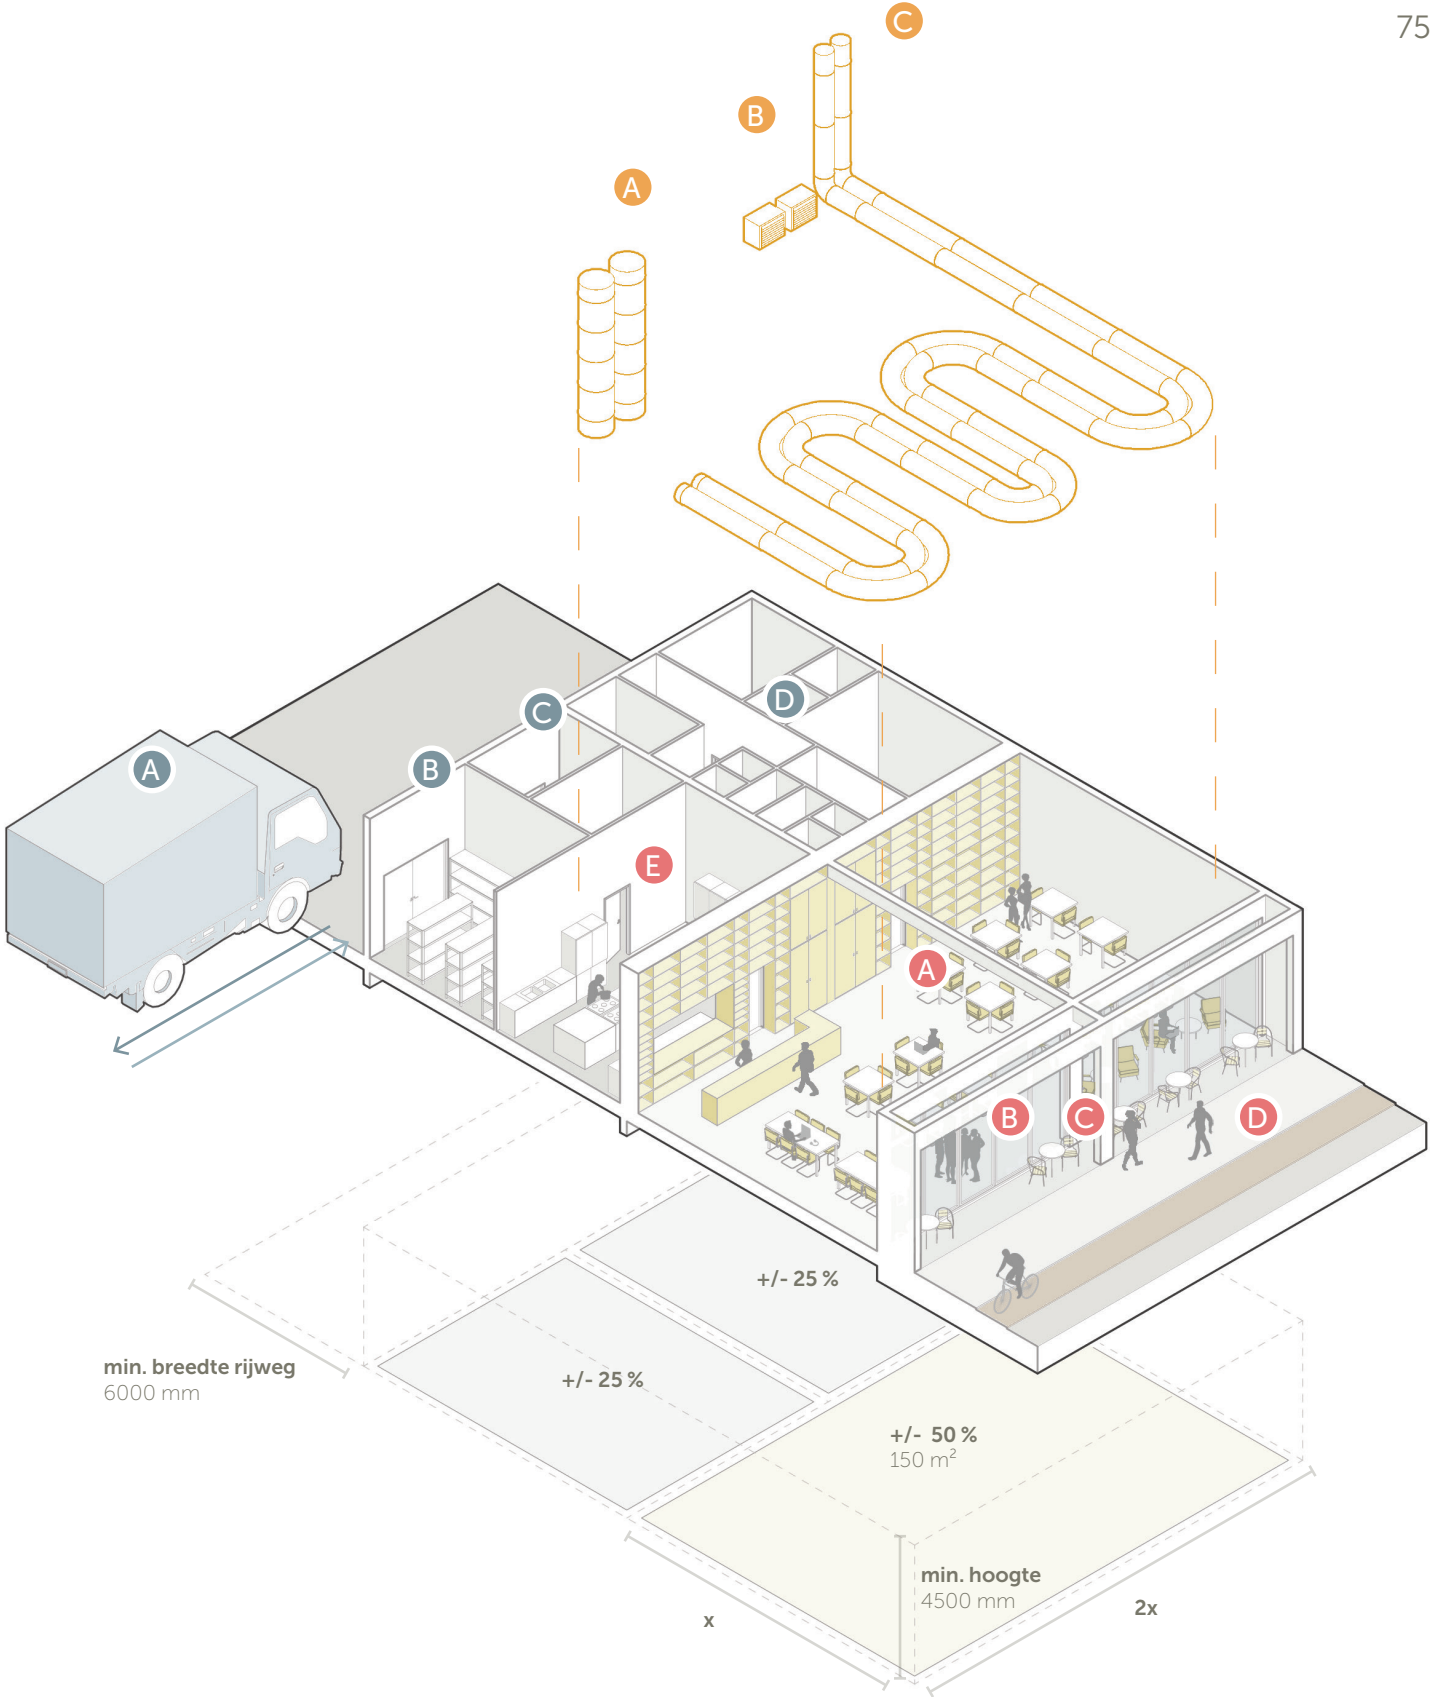 75
C
B
A
A
B
C
D
E
A
B
C
D
+/- 25 %
+/- 25 %
min. breedte rijweg
6000 mm
+/- 50 %
150 m²
min. hoogte
4500 mm
x
2x